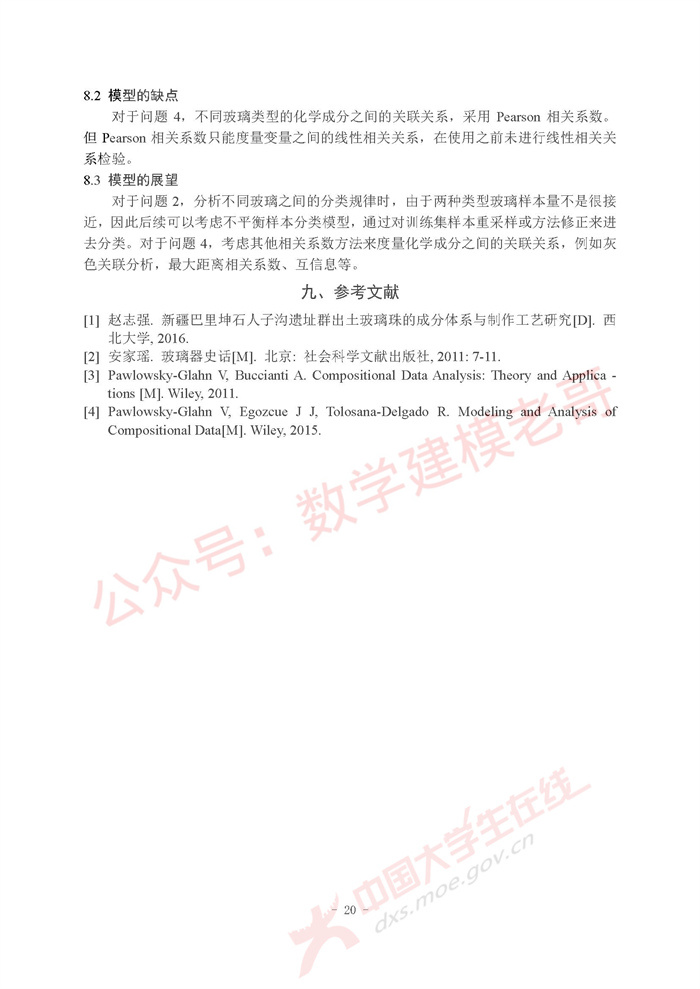 8.2 模型的缺点
对于问题 4，不同玻璃类型的化学成分之间的关联关系，采用 Pearson 相关系数。
但 Pearson 相关系数只能度量变量之间的线性相关关系，在使用之前未进行线性相关关
系检验。
8.3 模型的展望
对于问题 2，分析不同玻璃之间的分类规律时，由于两种类型玻璃样本量不是很接
近，因此后续可以考虑不平衡样本分类模型，通过对训练集样本重采样或方法修正来进
去分类。对于问题 4，考虑其他相关系数方法来度量化学成分之间的关联关系，例如灰
色关联分析，最大距离相关系数、互信息等。
九、参考文献
[1] 赵志强. 新疆巴里坤石人子沟遗址群出土玻璃珠的成分体系与制作工艺研究[D]. 西
北大学, 2016.
[2] 安家瑶. 玻璃器史话[M]. 北京: 社会科学文献出版社, 2011: 7-11.
[3] Pawlowsky-Glahn V, Buccianti A. Compositional Data Analysis: Theory and Applica -
tions [M]. Wiley, 2011.
[4] Pawlowsky-Glahn V, Egozcue J J, Tolosana-Delgado R. Modeling and Analysis of
Compositional Data[M]. Wiley, 2015.
公众号：数学建模老哥
中国大学生在线
dxs.moe.gov.cn
- 20 -